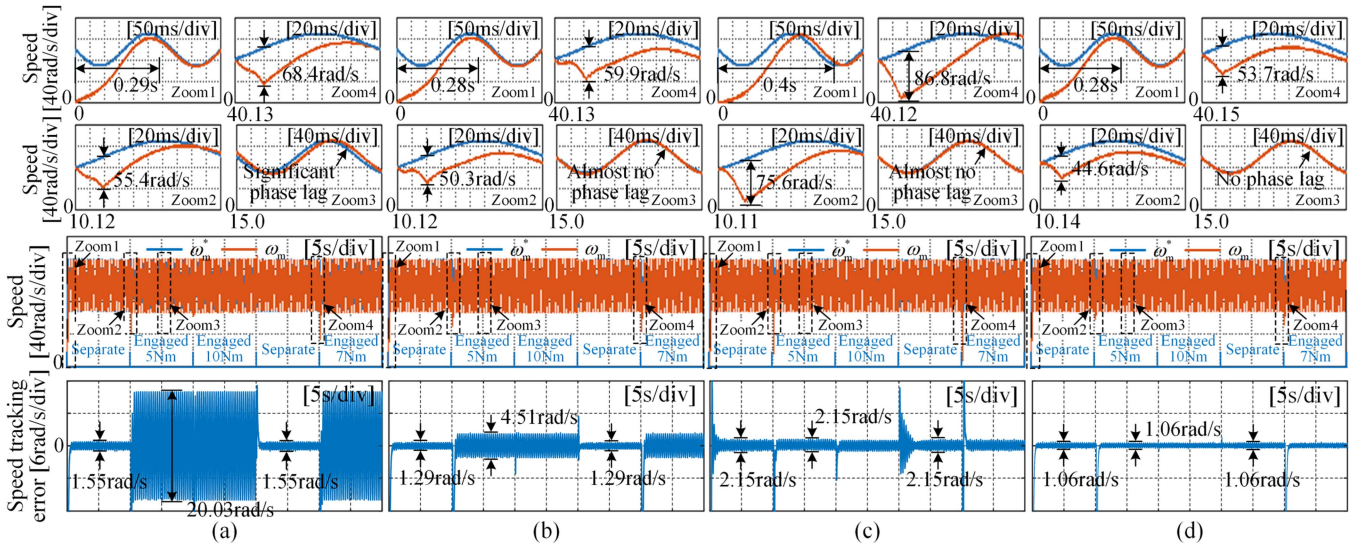 Speed
[40rad/s/div]
[50ms/div]
0.29s
Zoom1
0
0
[20ms/div]
68.4rad/s
Zoom4
40.13
[50ms/div]
0.28s
Zoom1
0
0
[20ms/div]
59.9rad/s
Zoom4
40.13
[50ms/div]
0.4s
Zoom1
0
0
[20ms/div]
86.8rad/s
Zoom4
40.12
[50ms/div]
0.28s
Zoom1
0
0
[20ms/div]
53.7rad/s
Zoom4
40.15
Speed
[40rad/s/div]
[20ms/div]
55.4rad/s
Zoom2
0
10.12
[40ms/div]
Significant
phase lag
Zoom3
15.0
[20ms/div]
50.3rad/s
Zoom2
0
10.12
[40ms/div]
Almost no
phase lag
Zoom3
15.0
[20ms/div]
75.6rad/s
Zoom2
0
10.11
[40ms/div]
Almost no
phase lag
Zoom3
15.0
[20ms/div]
44.6rad/s
Zoom2
0
10.14
[40ms/div]
No phase lag
Zoom3
15.0
Speed
[40rad/s/div]
0
Zoom1
ω*m ωm
[5s/div]
Zoom2
Zoom3
Zoom4
Separate
Engaged
5Nm
Engaged
10Nm
Separate
Engaged
7Nm
Zoom1
ω*m ωm
[5s/div]
Zoom2
Zoom3
Zoom4
Separate
Engaged
5Nm
Engaged
10Nm
Separate
Engaged
7Nm
Zoom1
ω*m ωm
[5s/div]
Zoom2
Zoom3
Zoom4
Separate
Engaged
5Nm
Engaged
10Nm
Separate
Engaged
7Nm
Zoom1
ω*m ωm
[5s/div]
Zoom2
Zoom3
Zoom4
Separate
Engaged
5Nm
Engaged
10Nm
Separate
Engaged
7Nm
Speed tracking
error [6rad/s/div]
0
[5s/div]
1.55rad/s
20.03rad/s
1.55rad/s
[5s/div]
4.51rad/s
1.29rad/s
1.29rad/s
[5s/div]
2.15rad/s
2.15rad/s
2.15rad/s
[5s/div]
1.06rad/s
1.06rad/s
1.06rad/s
(a)
(b)
(c)
(d)